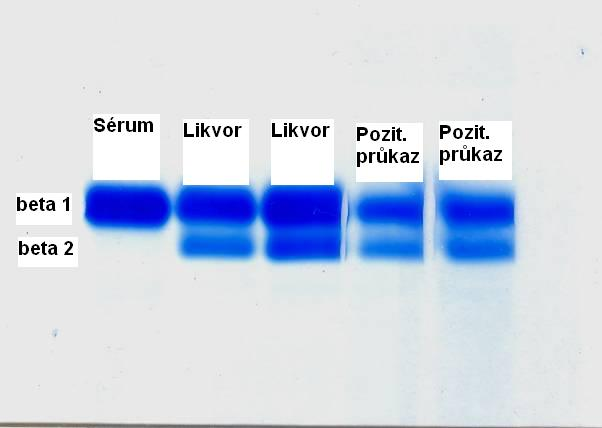 Sérum
Likvor
Likvor
Pozit.
průkaz
Pozit.
průkaz
beta 1
beta 2